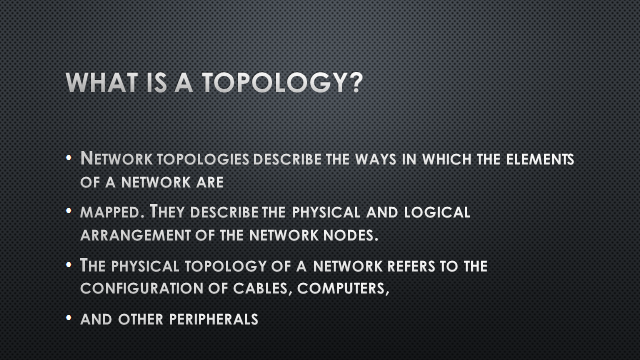 WHAT IS A TOPOLOGY?
• NETWORK TOPOLOGIES DESCRIBE THE WAYS IN WHICH THE ELEMENTS
OF A NETWORK ARE
• MAPPED. THEY DESCRIBE THE PHYSICAL AND LOGICAL
ARRANGEMENT OF THE NETWORK NODES.
• THE PHYSICAL TOPOLOGY OF A NETWORK REFERS TO THE
CONFIGURATION OF CABLES, COMPUTERS,
• AND OTHER PERIPHERALS